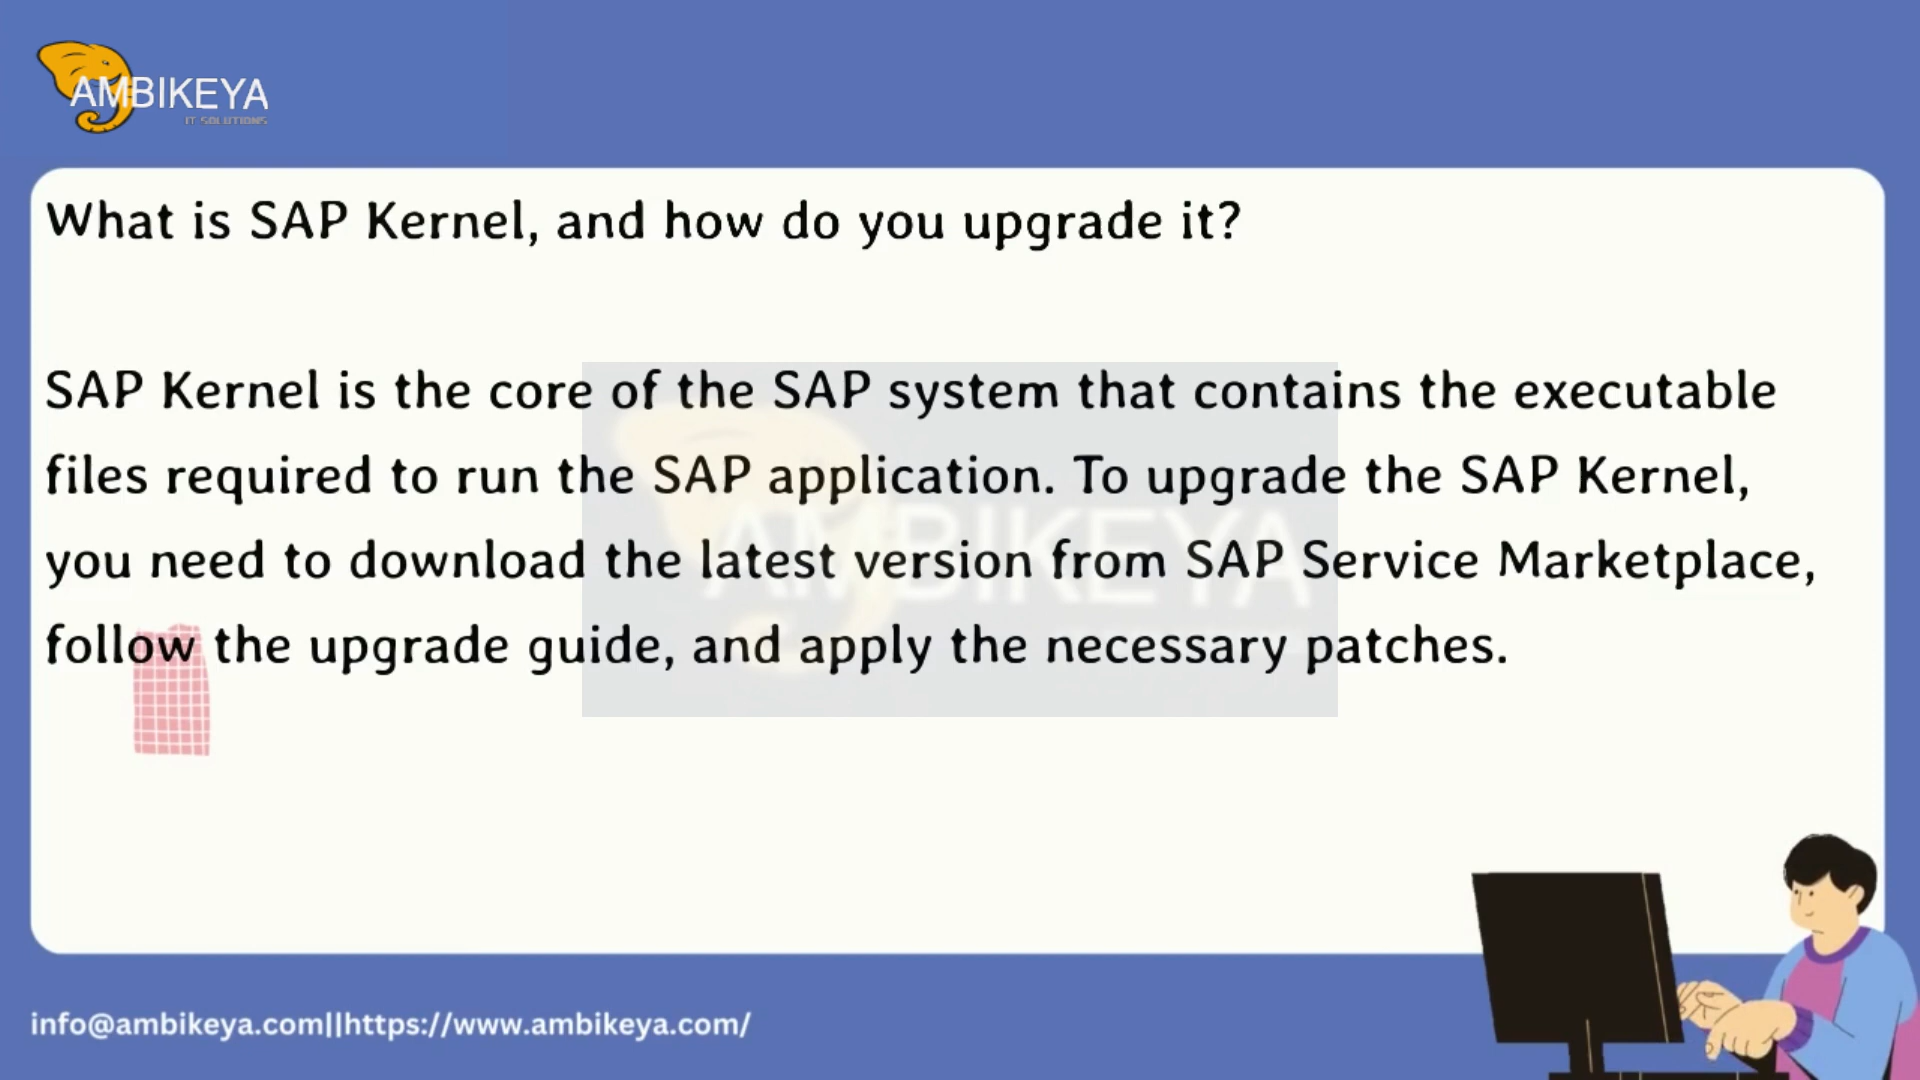 AMBIKEYA
IT SOLUTIONS
What is SAP Kernel, and how do you upgrade it?
SAP Kernel is the core of the SAP system that contains the executable
files required to run the SAP application. To upgrade the SAP Kernel,
you need to download the latest version from SAP Service Marketplace,
follow the upgrade guide, and apply the necessary patches.
AMBIKEYA
info@ambikeya.com||https://www.ambikeya.com/